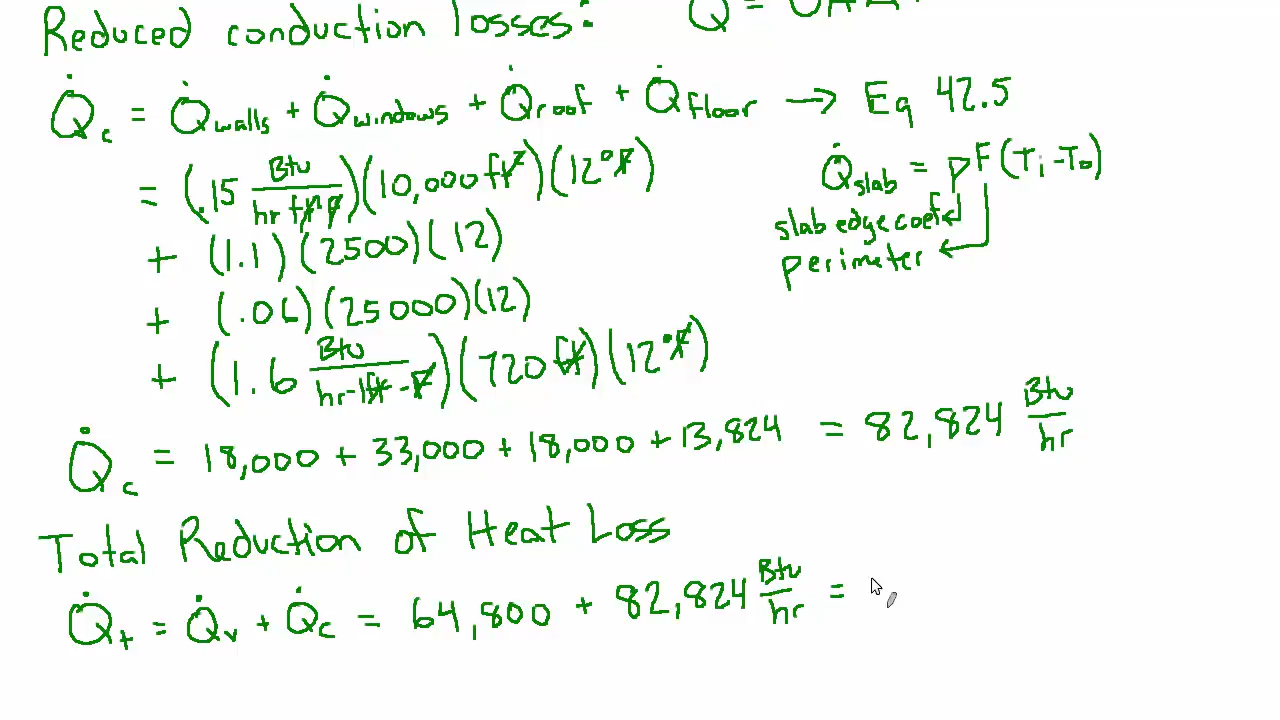 Reduced conduction losses: Q̇ = UAΔT
Q̇c = Q̇walls + Q̇windows + Q̇roof + Q̇floor → Eq 42.5
= (.15 Btu/hr ft² °F)(10,000 ft²)(12°F)
Q̇slab = pF(Ti - To)
+ (1.1)(2500)(12)
slab edge coef
perimeter
+ (.06)(25000)(12)
+ (1.6 Btu/hr-ft-°F)(720 ft)(12°F)
Q̇c = 18,000 + 33,000 + 18,000 + 13,824 = 82,824 Btu/hr
Total Reduction of Heat Loss
Q̇t = Q̇v + Q̇c = 64,800 + 82,824 Btu/hr =